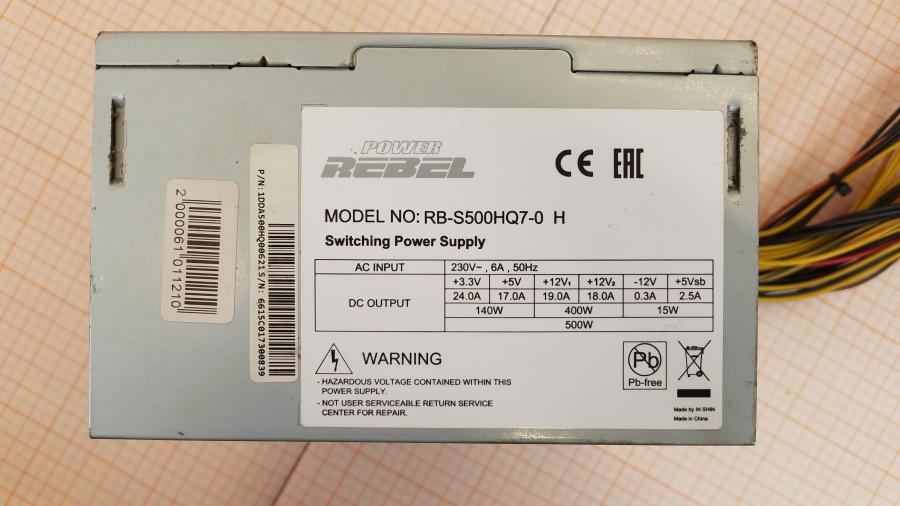 POWER
REBEL
CE EAC
MODEL NO: RB-S500HQ7-0 H
Switching Power Supply
AC INPUT 230V~ , 6A , 50Hz
DC OUTPUT
+3.3V +5V +12V₁ +12V₂ -12V +5Vsb
24.0A 17.0A 19.0A 18.0A 0.3A 2.5A
140W 400W 15W
500W
WARNING
- HAZARDOUS VOLTAGE CONTAINED WITHIN THIS
POWER SUPPLY.
- NOT USER SERVICEABLE RETURN SERVICE
CENTER FOR REPAIR.
Pb
Pb-free
Made by IN SHIN
Made in China
P/N:1DDA500HQ00621 S/N: 6615C017300839
2 000061 011210